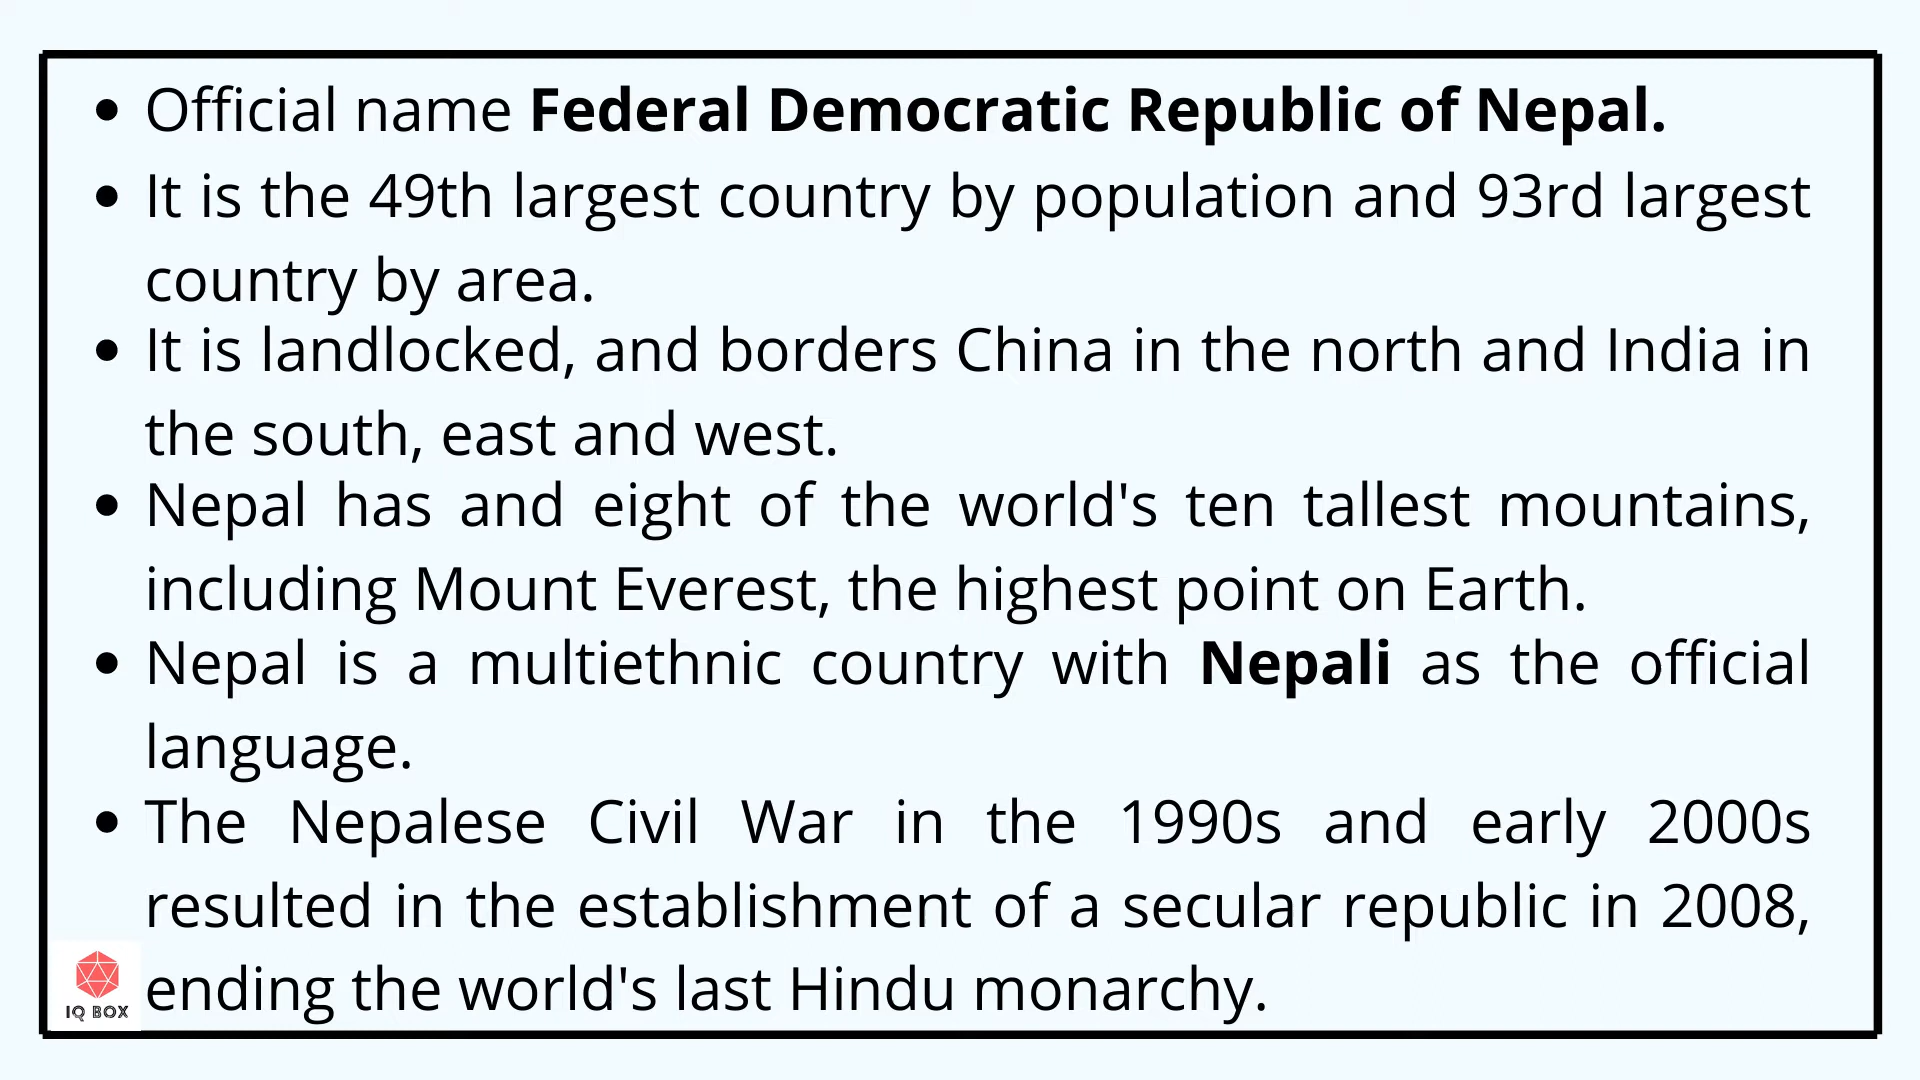 • Official name Federal Democratic Republic of Nepal.
• It is the 49th largest country by population and 93rd largest
country by area.
• It is landlocked, and borders China in the north and India in
the south, east and west.
• Nepal has and eight of the world's ten tallest mountains,
including Mount Everest, the highest point on Earth.
• Nepal is a multiethnic country with Nepali as the official
language.
• The Nepalese Civil War in the 1990s and early 2000s
resulted in the establishment of a secular republic in 2008,
ending the world's last Hindu monarchy.
IQ BOX